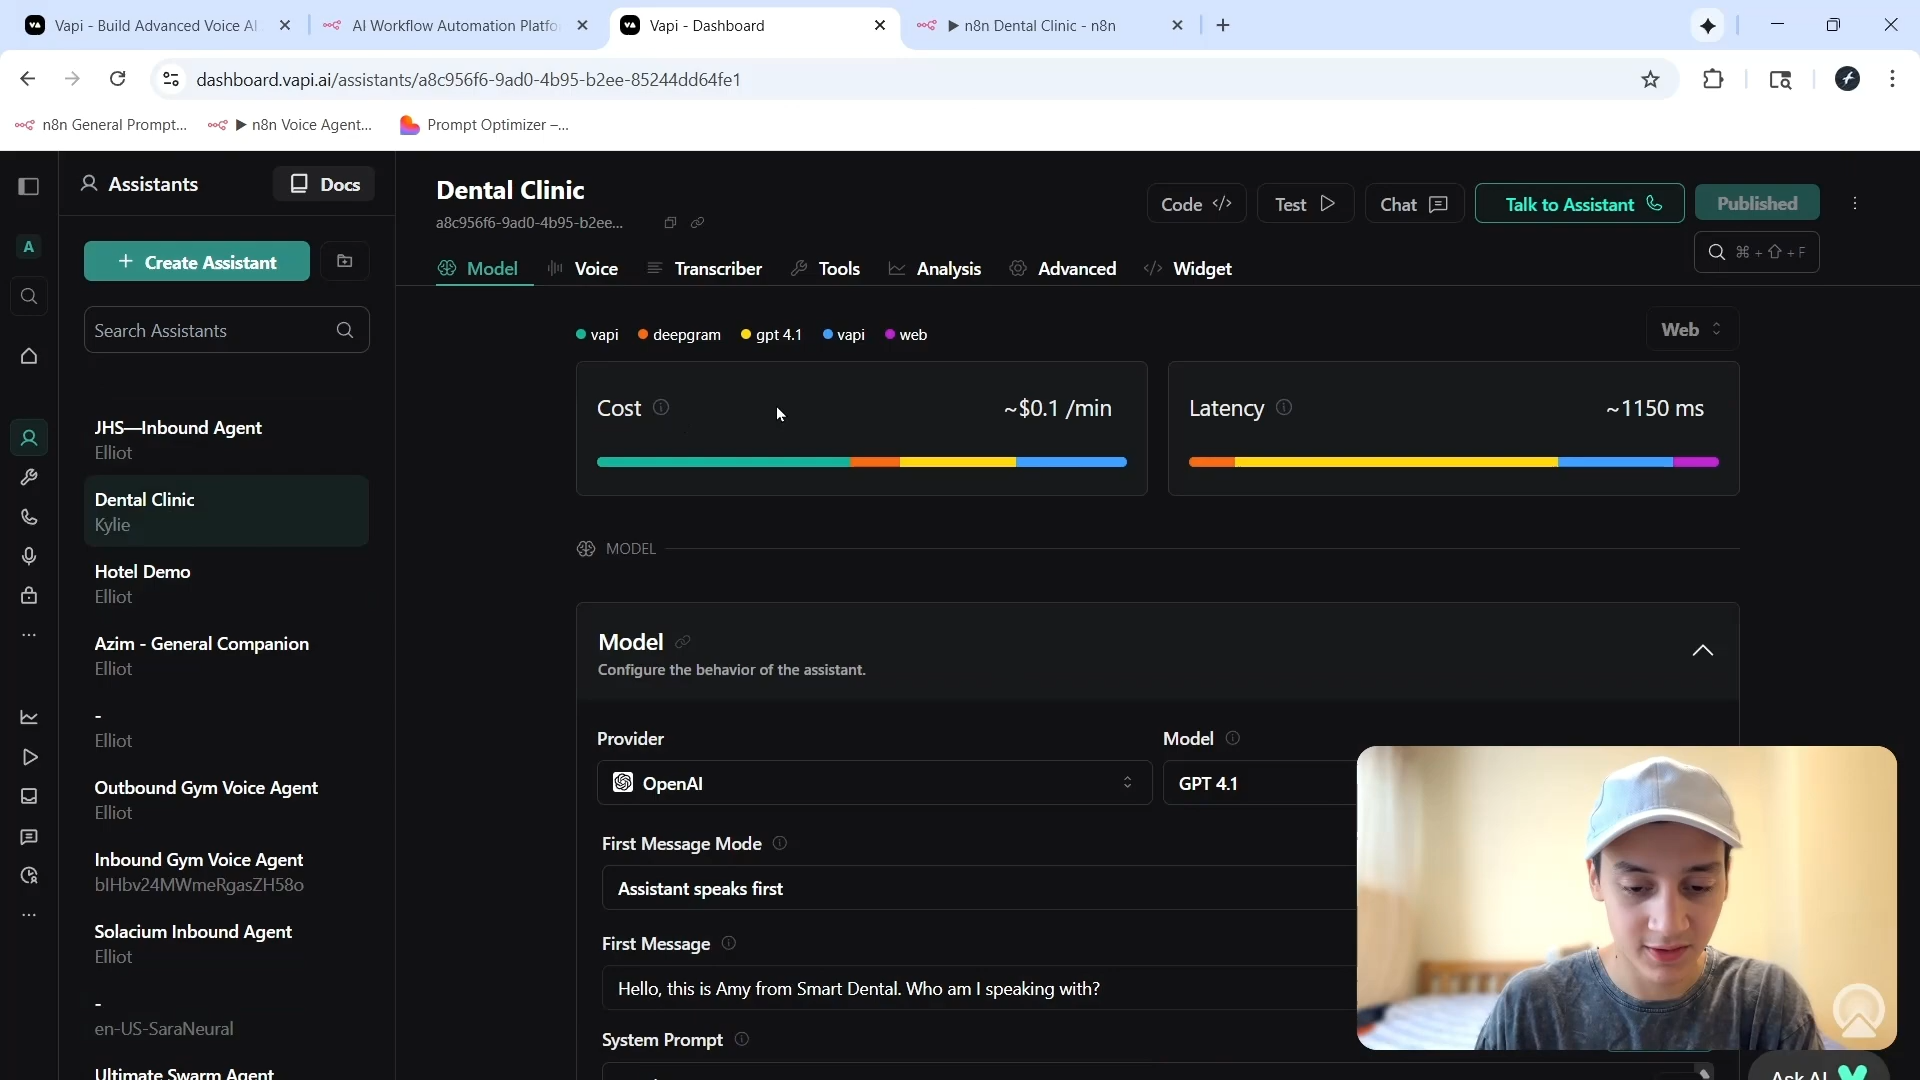 Vapi - Build Advanced Voice AI
AI Workflow Automation Platfo
Vapi - Dashboard
▶ n8n Dental Clinic - n8n
dashboard.vapi.ai/assistants/a8c956f6-9ad0-4b95-b2ee-85244dd64fe1
n8n General Prompt...
▶ n8n Voice Agent...
Prompt Optimizer –...
Assistants
Docs
A
Create Assistant
Search Assistants
JHS—Inbound Agent
Elliot
Dental Clinic
Kylie
Hotel Demo
Elliot
Azim - General Companion
Elliot
-
Elliot
Outbound Gym Voice Agent
Elliot
Inbound Gym Voice Agent
bIHbv24MWmeRgasZH58o
Solacium Inbound Agent
Elliot
-
en-US-SaraNeural
Ultimate Swarm Agent
Dental Clinic
a8c956f6-9ad0-4b95-b2ee...
Code </>
Test
Chat
Talk to Assistant
Published
⌘ + ⇧ + F
Model
Voice
Transcriber
Tools
Analysis
Advanced
</> Widget
vapi
deepgram
gpt 4.1
vapi
web
Web
Cost
~$0.1 /min
Latency
~1150 ms
MODEL
Model
Configure the behavior of the assistant.
Provider
Model
OpenAI
GPT 4.1
First Message Mode
Assistant speaks first
First Message
Hello, this is Amy from Smart Dental. Who am I speaking with?
System Prompt
Ask AI